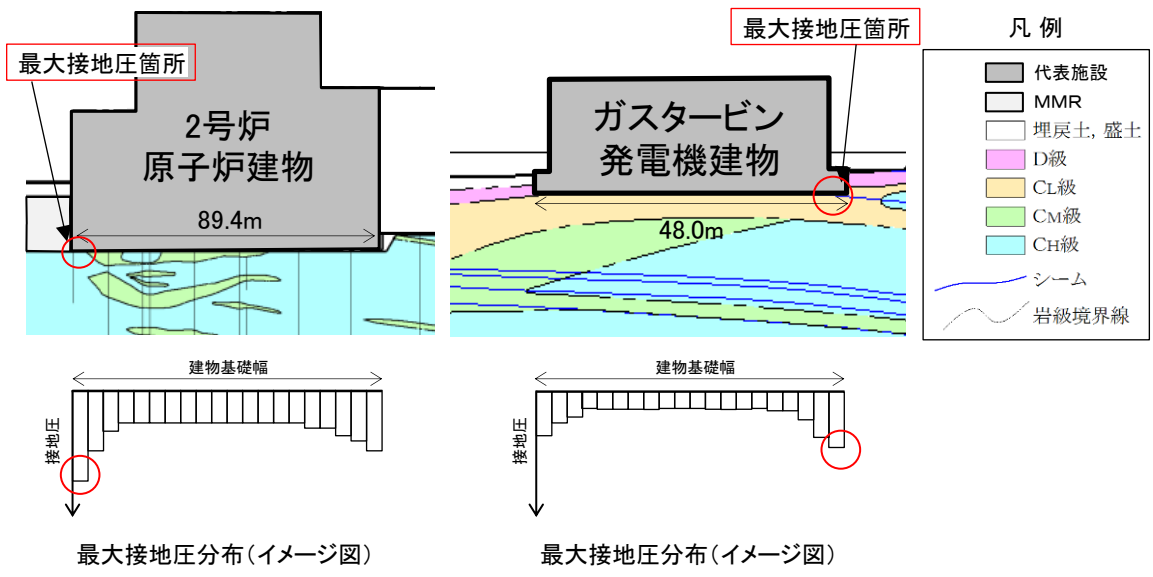 最大接地圧箇所
2号炉
原子炉建物
89.4m
建物基礎幅
接地圧
最大接地圧分布(イメージ図)
最大接地圧箇所
ガスタービン
発電機建物
48.0m
建物基礎幅
接地圧
最大接地圧分布(イメージ図)
凡 例
代表施設
MMR
埋戻土, 盛土
D級
CL級
CM級
CH級
シーム
岩級境界線